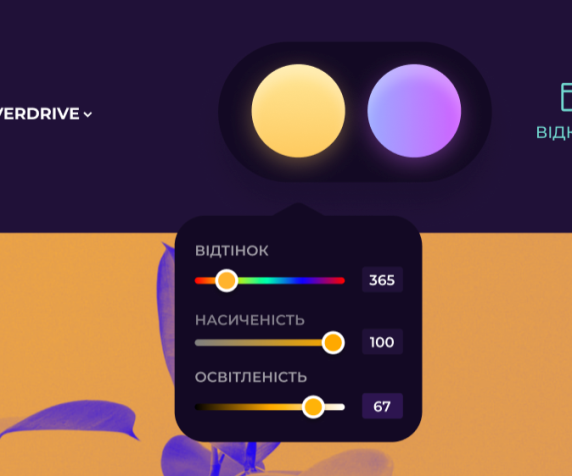 VERDRIVE
ВІДТІНОК
365
НАСИЧЕНІСТЬ
100
ОСВІТЛЕНІСТЬ
67